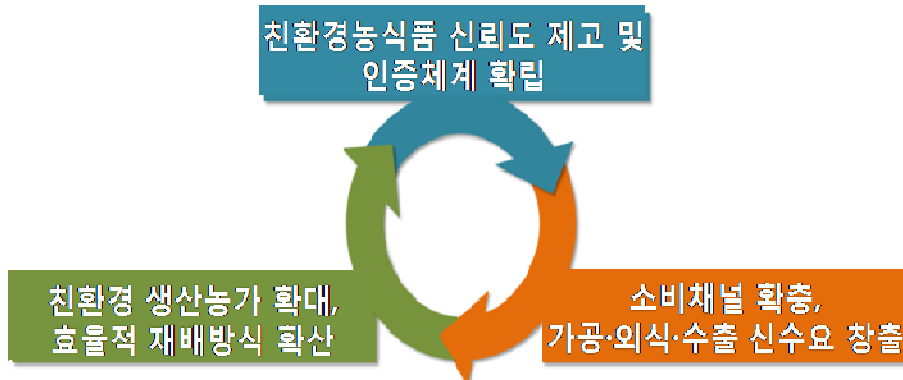 친환경농식품 신뢰도 제고 및
인증체계 확립
친환경 생산농가 확대,
효율적 재배방식 확산
소비채널 확충,
가공·외식·수출 신수요 창출